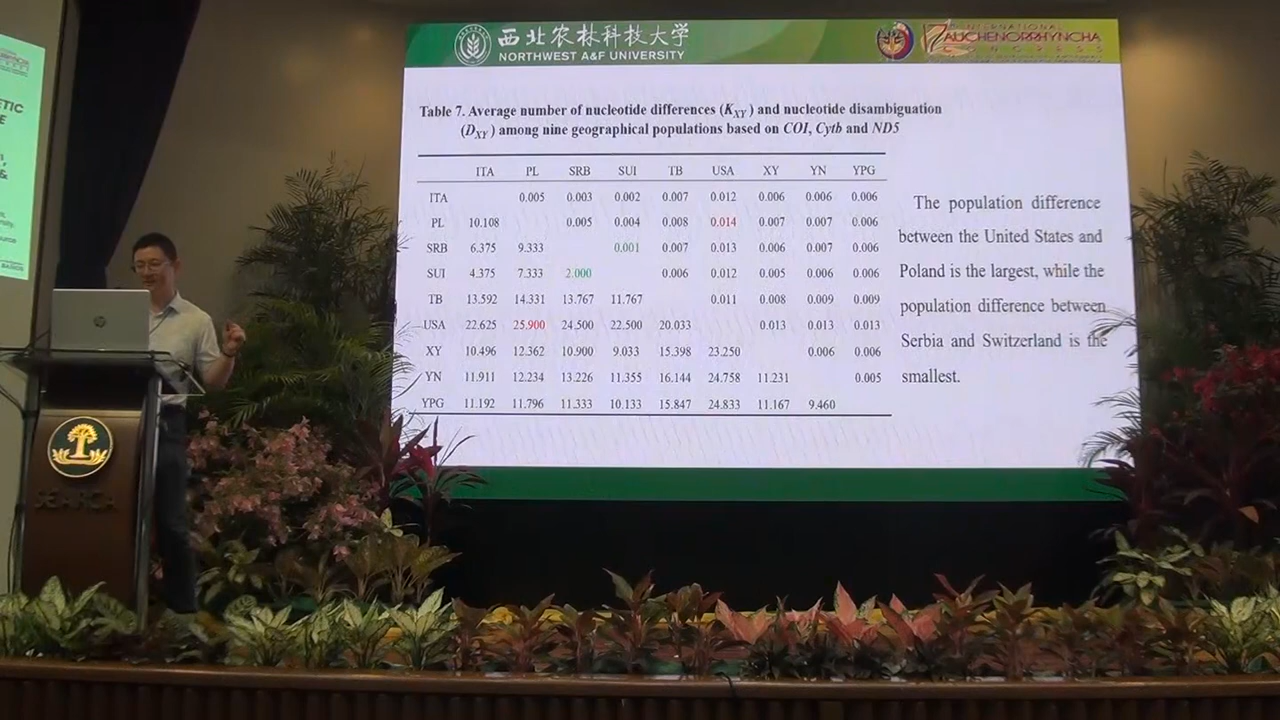 ETIC
&
西北农林科技大学
NORTHWEST A&F UNIVERSITY
INTERNATIONAL
AUCHENORRHYNCHA
CONGRESS
Table 7. Average number of nucleotide differences (KXY) and nucleotide disambiguation
(DXY) among nine geographical populations based on COI, Cytb and ND5
ITA PL SRB SUI TB USA XY YN YPG
ITA 0.005 0.003 0.002 0.007 0.012 0.006 0.006 0.006
PL 10.108 0.005 0.004 0.008 0.014 0.007 0.007 0.006
SRB 6.375 9.333 0.001 0.007 0.013 0.006 0.007 0.006
SUI 4.375 7.333 2.000 0.006 0.012 0.005 0.006 0.006
TB 13.592 14.331 13.767 11.767 0.011 0.008 0.009 0.009
USA 22.625 25.900 24.500 22.500 20.033 0.013 0.013 0.013
XY 10.496 12.362 10.900 9.033 15.398 23.250 0.006 0.006
YN 11.911 12.234 13.226 11.355 16.144 24.758 11.231 0.005
YPG 11.192 11.796 11.333 10.133 15.847 24.833 11.167 9.460
The population difference
between the United States and
Poland is the largest, while the
population difference between
Serbia and Switzerland is the
smallest.
hp
SEARCA